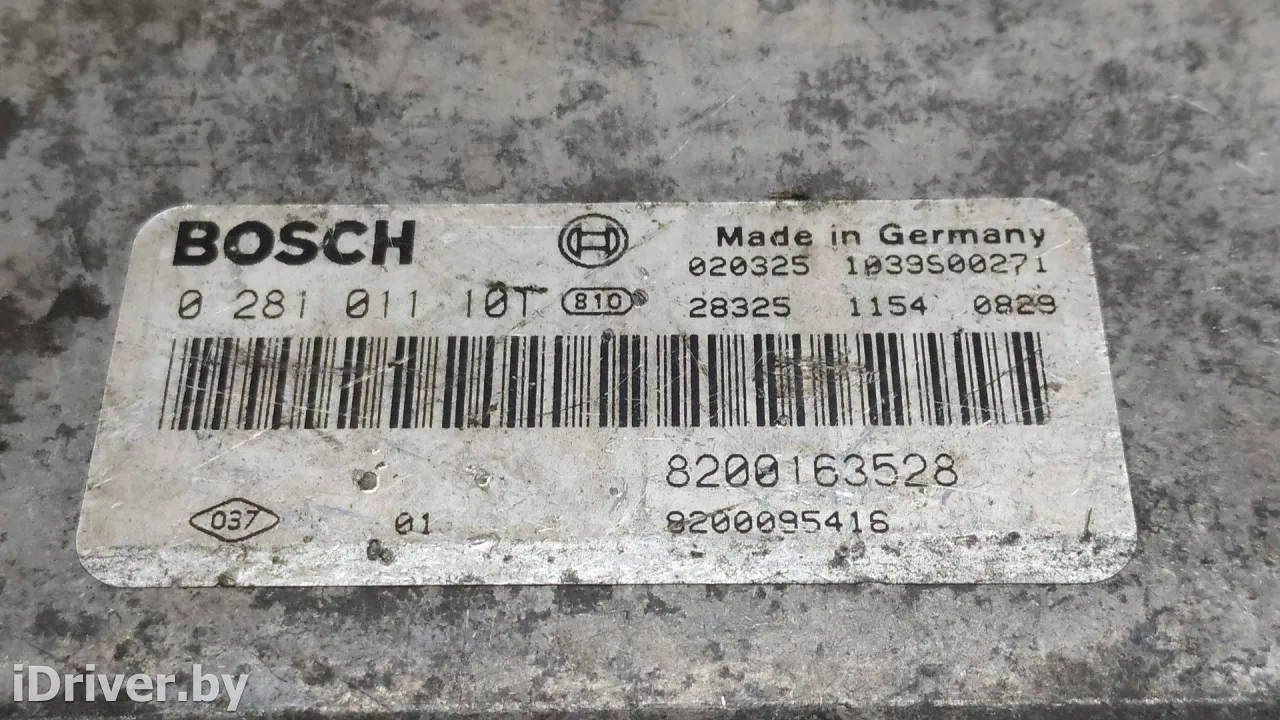 BOSCH
Made in Germany
020325 1039S00271
0 281 011 10T 810
28325 1154 0829
8200163528
037 01 8200095416
iDriver.by